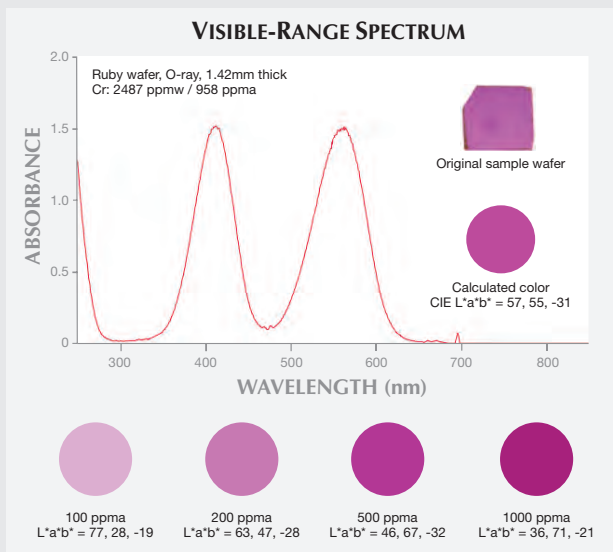 VISIBLE-RANGE SPECTRUM
2.0
Ruby wafer, O-ray, 1.42mm thick
Cr: 2487 ppmw / 958 ppma
1.5
Original sample wafer
ABSORBANCE
1.0
Calculated color
CIE L*a*b* = 57, 55, -31
0.5
0
300 400 500 600 700 800
WAVELENGTH (nm)
100 ppma
L*a*b* = 77, 28, -19
200 ppma
L*a*b* = 63, 47, -28
500 ppma
L*a*b* = 46, 67, -32
1000 ppma
L*a*b* = 36, 71, -21